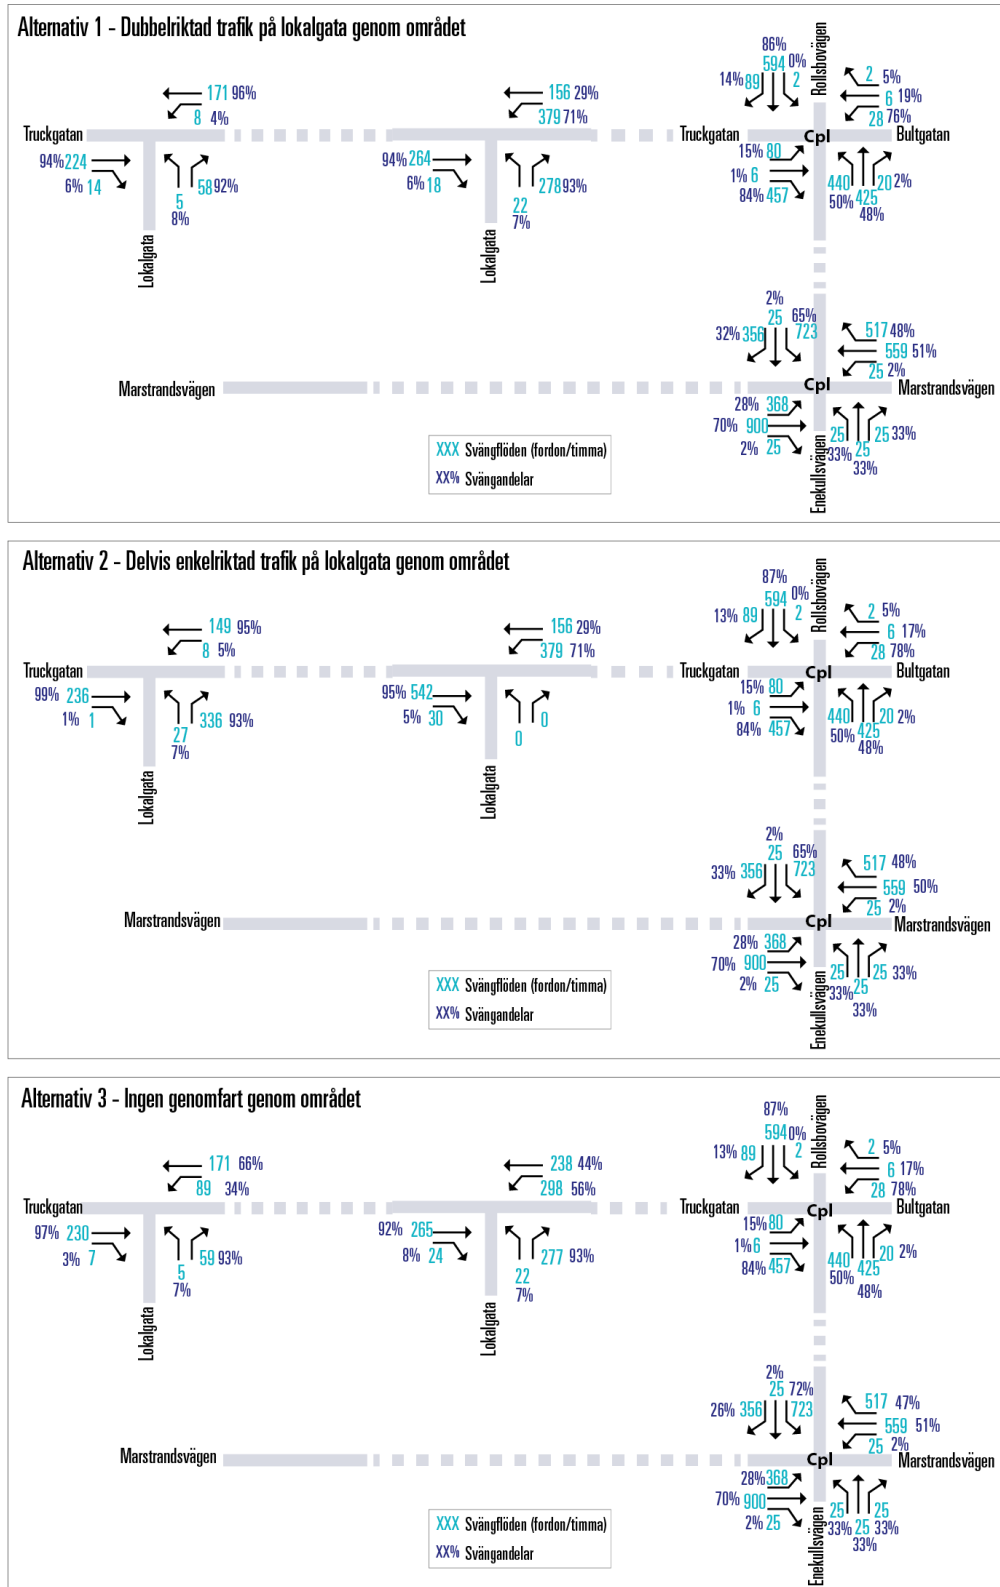 Alternativ 1 - Dubbelriktad trafik på lokalgata genom området
86%
594 0%
14% 89 2
Rollsbovägen
2 5%
6 19%
28 76%
171 96%
8 4%
156 29%
379 71%
Truckgatan
Truckgatan
Cpl
Bultgatan
94% 224
6% 14
5
8%
58 92%
94% 264
6% 18
22
7%
278 93%
15% 80
1% 6
84% 457
440
50%
425
48%
20 2%
Lokalgata
Lokalgata
2%
25 65%
32% 356 723
517 48%
559 51%
25 2%
Marstrandsvägen
Cpl
Marstrandsvägen
28% 368
70% 900
2% 25
25
33%
25
33%
25 33%
Enekullsvägen
XXX Svängflöden (fordon/timma)
XX% Svängandelar
Alternativ 2 - Delvis enkelriktad trafik på lokalgata genom området
87%
594 0%
13% 89 2
Rollsbovägen
2 5%
6 17%
28 78%
149 95%
8 5%
156 29%
379 71%
Truckgatan
Truckgatan
Cpl
Bultgatan
99% 236
1% 1
27
7%
336 93%
95% 542
5% 30
0
0
15% 80
1% 6
84% 457
440
50%
425
48%
20 2%
Lokalgata
Lokalgata
2%
25 65%
33% 356 723
517 48%
559 50%
25 2%
Marstrandsvägen
Cpl
Marstrandsvägen
28% 368
70% 900
2% 25
25
33%
25
33%
25 33%
Enekullsvägen
XXX Svängflöden (fordon/timma)
XX% Svängandelar
Alternativ 3 - Ingen genomfart genom området
87%
594 0%
13% 89 2
Rollsbovägen
2 5%
6 17%
28 78%
171 66%
89 34%
238 44%
298 56%
Truckgatan
Truckgatan
Cpl
Bultgatan
97% 230
3% 7
5
7%
59 93%
92% 265
8% 24
22
7%
277 93%
15% 80
1% 6
84% 457
440
50%
425
48%
20 2%
Lokalgata
Lokalgata
2%
25 72%
26% 356 723
517 47%
559 51%
25 2%
Marstrandsvägen
Cpl
Marstrandsvägen
28% 368
70% 900
2% 25
25
33%
25
33%
25
33%
Enekullsvägen
XXX Svängflöden (fordon/timma)
XX% Svängandelar